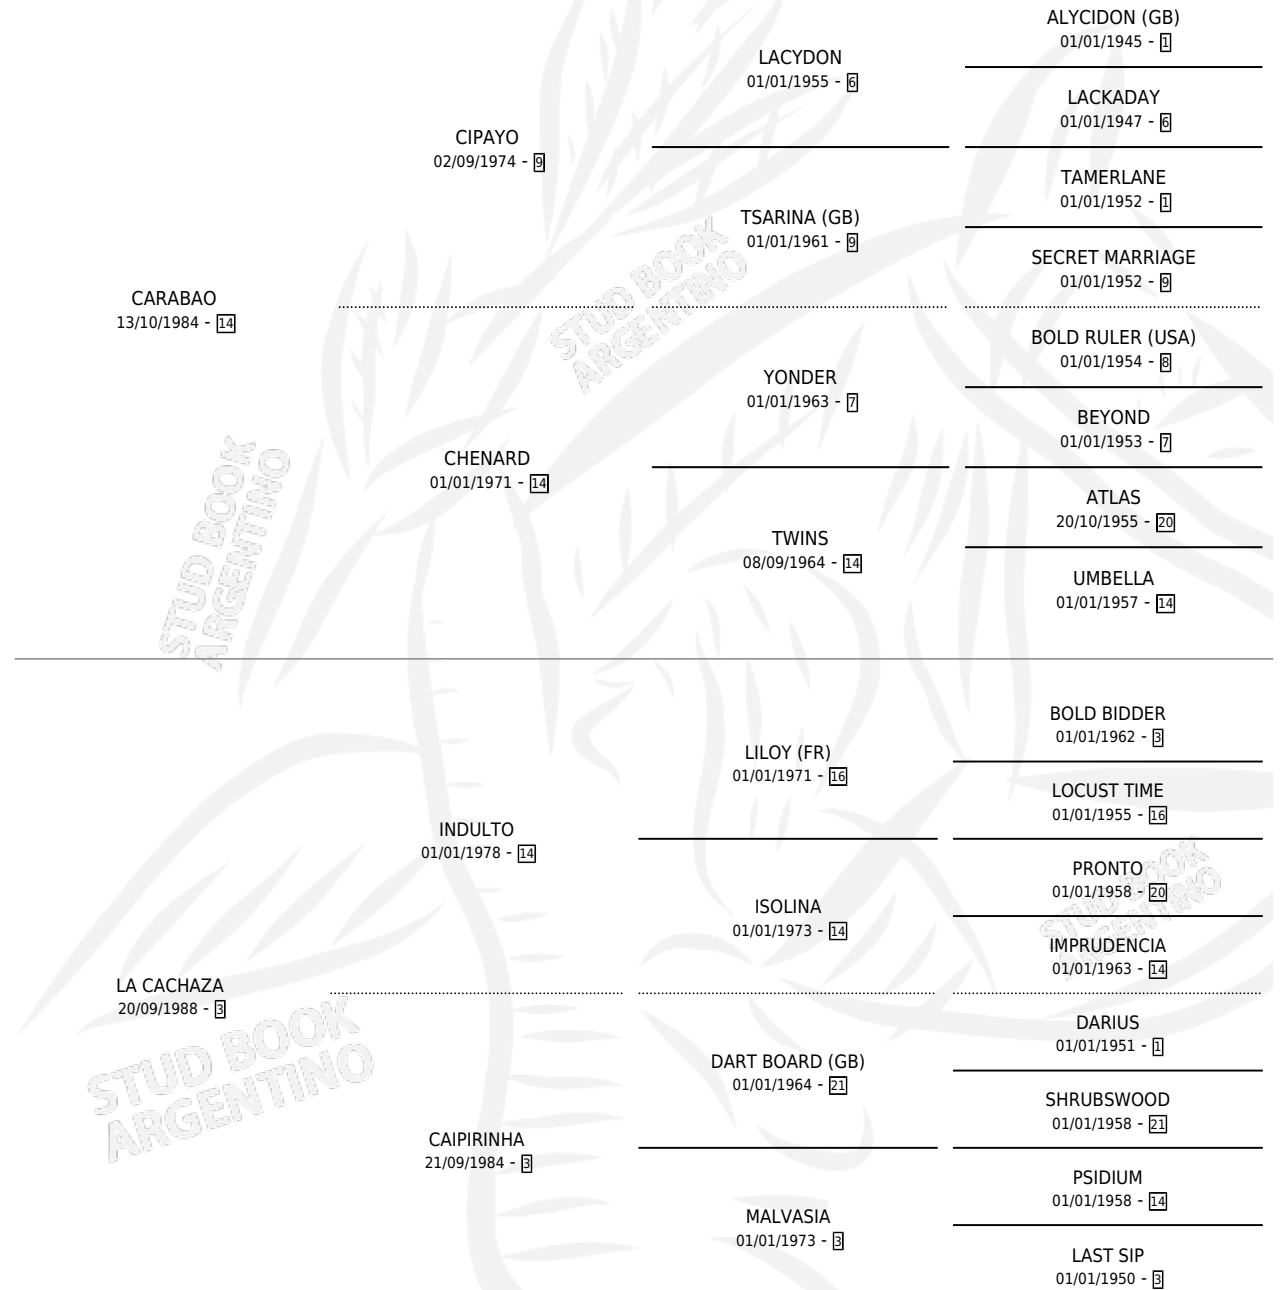 ALYCIDON (GB)
01/01/1945 - 1
LACYDON
01/01/1955 - 6
LACKADAY
01/01/1947 - 6
CIPAYO
02/09/1974 - 9
TAMERLANE
01/01/1952 - 1
TSARINA (GB)
01/01/1961 - 9
SECRET MARRIAGE
01/01/1952 - 9
CARABAO
13/10/1984 - 14
BOLD RULER (USA)
01/01/1954 - 8
YONDER
01/01/1963 - 7
BEYOND
01/01/1953 - 7
CHENARD
01/01/1971 - 14
ATLAS
20/10/1955 - 20
TWINS
08/09/1964 - 14
UMBELLA
01/01/1957 - 14
BOLD BIDDER
01/01/1962 - 3
LILOY (FR)
01/01/1971 - 16
LOCUST TIME
01/01/1955 - 16
INDULTO
01/01/1978 - 14
PRONTO
01/01/1958 - 20
ISOLINA
01/01/1973 - 14
IMPRUDENCIA
01/01/1963 - 14
LA CACHAZA
20/09/1988 - 3
DARIUS
01/01/1951 - 1
DART BOARD (GB)
01/01/1964 - 21
SHRUBSWOOD
01/01/1958 - 21
CAIPIRINHA
21/09/1984 - 3
PSIDIUM
01/01/1958 - 14
MALVASIA
01/01/1973 - 3
LAST SIP
01/01/1950 - 3
STUD BOOK
ARGENTINO
STUD BOOK
ARGENTINO
STUD BOOK
ARGENTINO
STUD BOOK
ARGENTINO